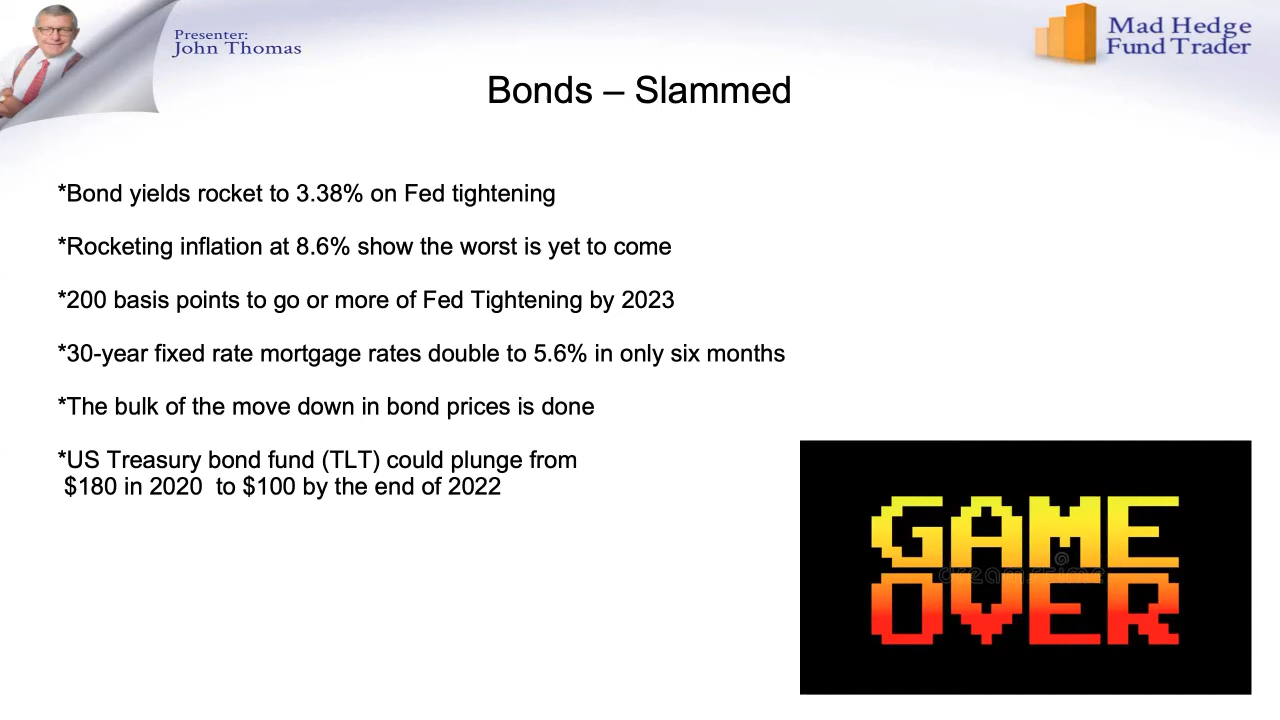 Presenter:
John Thomas
Mad Hedge
Fund Trader
Bonds – Slammed
*Bond yields rocket to 3.38% on Fed tightening
*Rocketing inflation at 8.6% show the worst is yet to come
*200 basis points to go or more of Fed Tightening by 2023
*30-year fixed rate mortgage rates double to 5.6% in only six months
*The bulk of the move down in bond prices is done
*US Treasury bond fund (TLT) could plunge from
$180 in 2020  to $100 by the end of 2022
GAME
dreamstime
OVER